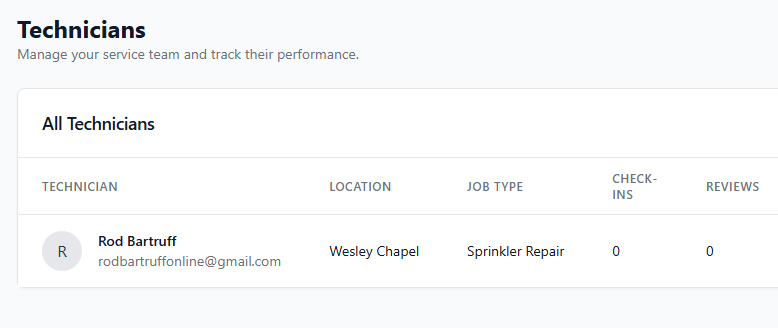 Technicians
Manage your service team and track their performance.
All Technicians
TECHNICIAN LOCATION JOB TYPE CHECK-INS REVIEWS
R Rod Bartruff Wesley Chapel Sprinkler Repair 0 0
rodbartruffonline@gmail.com